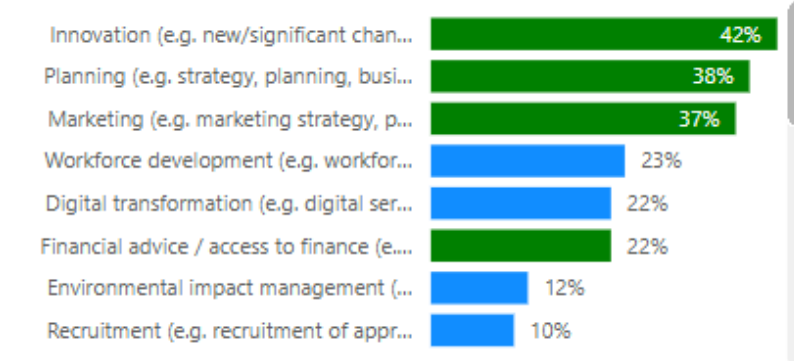 Innovation (e.g. new/significant chan... 42%
Planning (e.g. strategy, planning, busi... 38%
Marketing (e.g. marketing strategy, p... 37%
Workforce development (e.g. workfor... 23%
Digital transformation (e.g. digital ser... 22%
Financial advice / access to finance (e.... 22%
Environmental impact management (... 12%
Recruitment (e.g. recruitment of appr... 10%